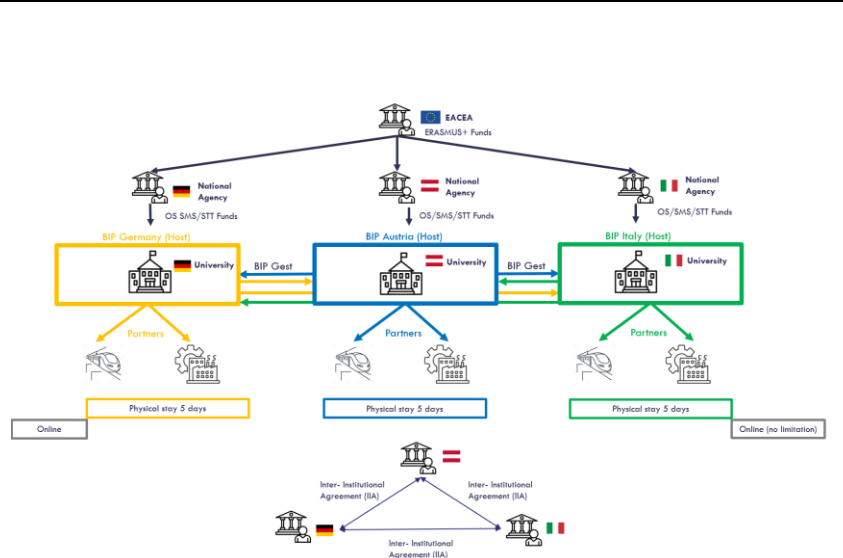 EACEA
ERASMUS+ Funds
National
Agency
National
Agency
National
Agency
OS SMS/STT Funds
OS/SMS/STT Funds
OS/SMS/STT Funds
BIP Germany (Host)
BIP Austria (Host)
BIP Italy (Host)
University
BIP Gest
University
BIP Gest
University
Partners
Partners
Partners
Physical stay 5 days
Physical stay 5 days
Physical stay 5 days
Online
Online (no limitation)
Inter- Institutional
Agreement (IIA)
Inter- Institutional
Agreement (IIA)
Inter- Institutional
Agreement (IIA)